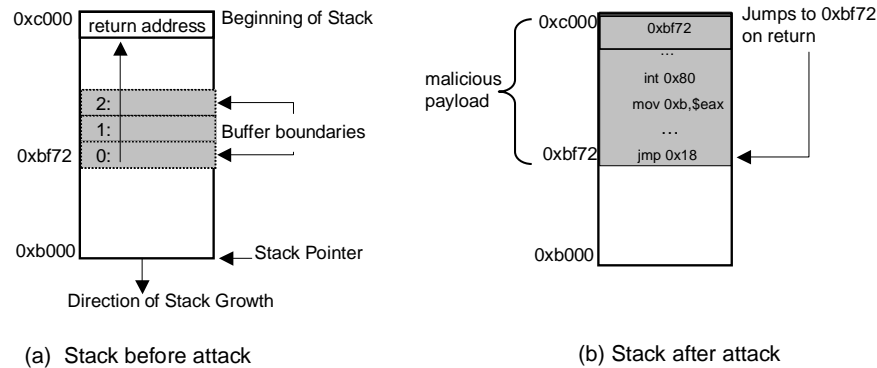 0xc000
return address
Beginning of Stack
2:
1:
0:
Buffer boundaries
0xbf72
0xb000
Stack Pointer
Direction of Stack Growth
(a) Stack before attack
0xc000
0xbf72
Jumps to 0xbf72
on return
malicious
payload
...
int 0x80
mov 0xb,$eax
...
0xbf72
jmp 0x18
0xb000
(b) Stack after attack